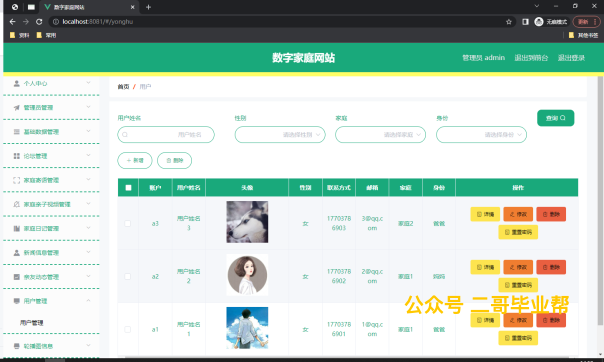 数字家庭网站
localhost:8081/#/yonghu
无痕模式
更新
资料
常用
其他书签
数字家庭网站
管理员 admin
退出到前台
退出登录
个人中心
管理员管理
基础数据管理
论坛管理
家庭寄语管理
家庭亲子视频管理
家庭日记管理
新闻信息管理
亲友动态管理
用户管理
用户管理
轮播图信息
首页 / 用户
用户姓名 性别 家庭 身份
用户姓名 请选择性别 请选择家庭 请选择身份 查询
+ 新增 删除
账户 用户姓名 头像 性别 联系方式 邮箱 家庭 身份 操作
a3 用户姓名3 女 17703786903 3@qq.com 家庭2 爸爸 详情 修改 删除
重置密码
a2 用户姓名2 女 17703786902 2@qq.com 家庭1 妈妈 详情 修改 删除
重置密码
a1 用户姓名1 女 17703786901 1@qq.com 家庭1 爸爸 详情 修改 删除
重置密码
公众号 二哥毕业帮